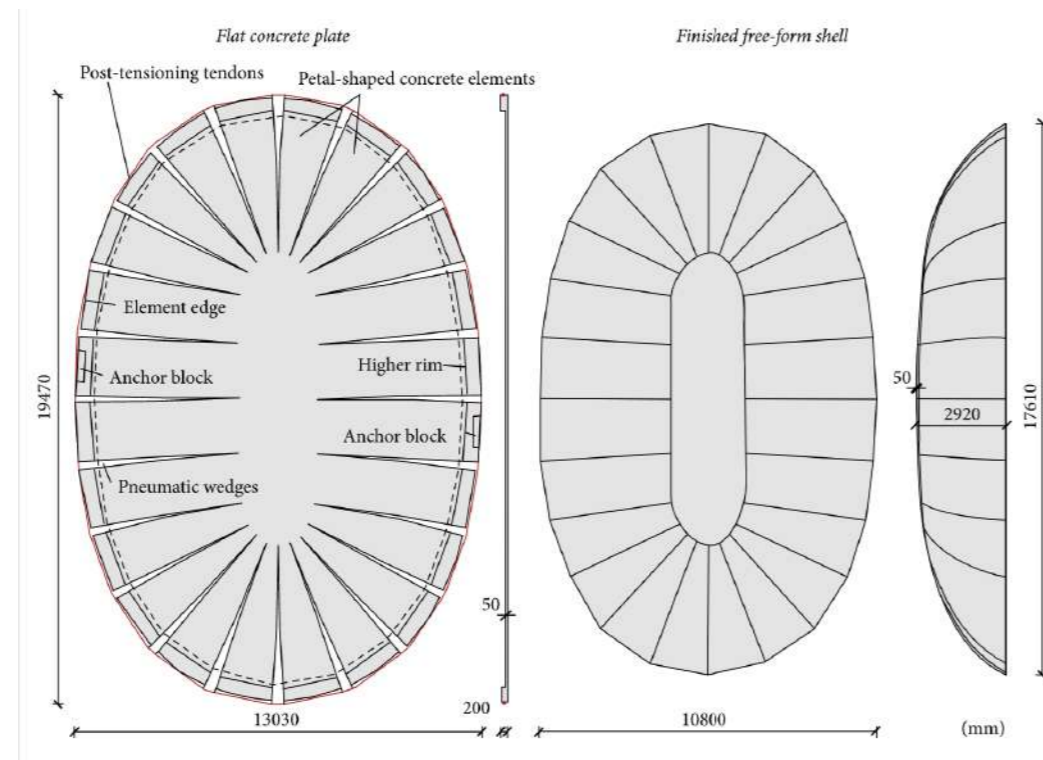 Flat concrete plate
Finished free-form shell
Post-tensioning tendons
Petal-shaped concrete elements
Element edge
Anchor block
Higher rim
Anchor block
Pneumatic wedges
19470
13030
50
200
50
2920
17610
10800
(mm)